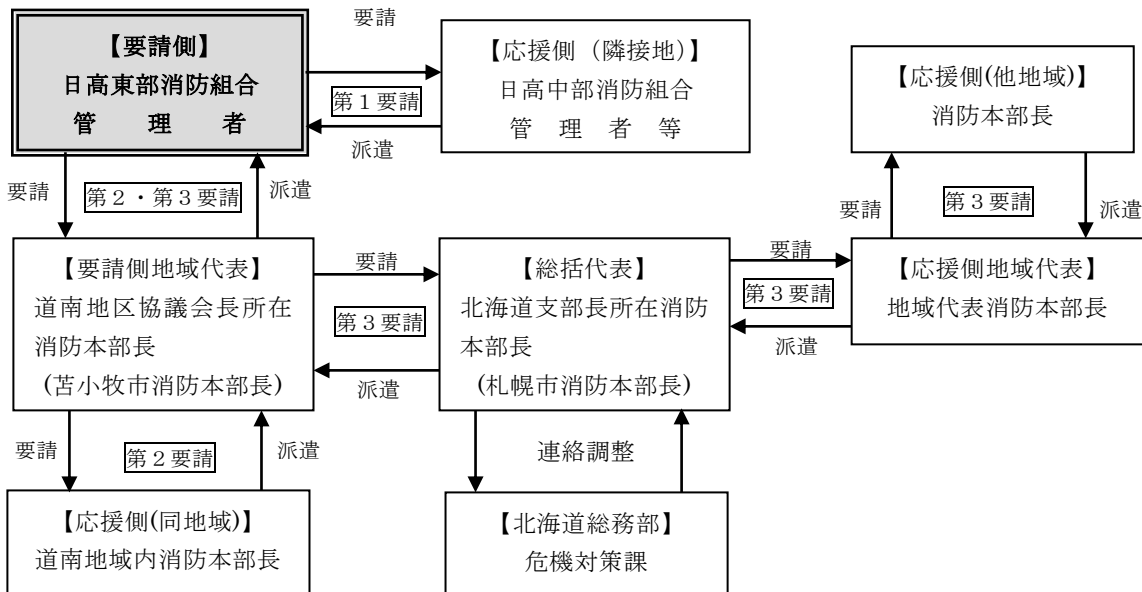 【要請側】
日高東部消防組合
管理者
要請
第１要請
派遣
【応援側（隣接地）】
日高中部消防組合
管理者等
【応援側(他地域)】
消防本部長
要請
第２・第３要請
派遣
要請
第３要請
派遣
【要請側地域代表】
道南地区協議会長所在
消防本部長
(苫小牧市消防本部長)
要請
第３要請
派遣
【総括代表】
北海道支部長所在消防
本部長
(札幌市消防本部長)
要請
第３要請
派遣
【応援側地域代表】
地域代表消防本部長
要請
第２要請
派遣
連絡調整
【応援側(同地域)】
道南地域内消防本部長
【北海道総務部】
危機対策課